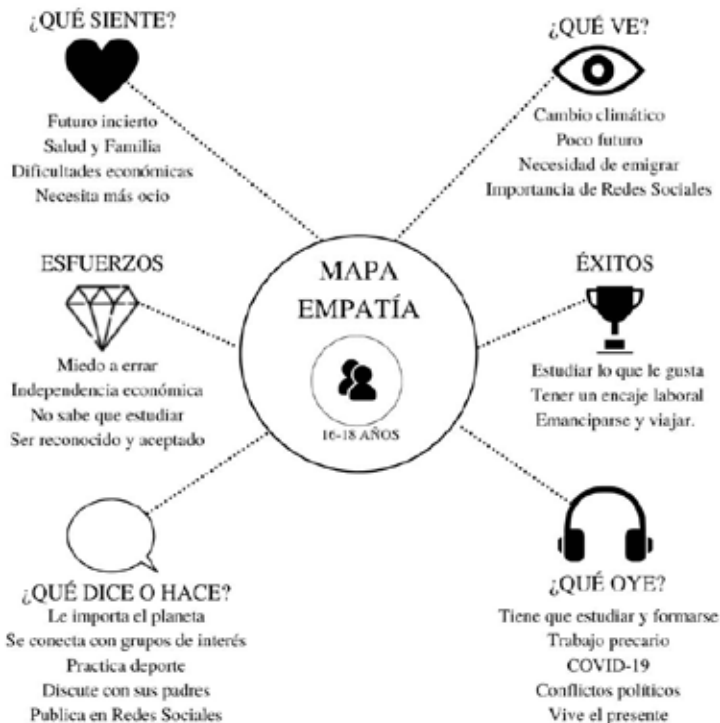 ¿QUÉ SIENTE?
Futuro incierto
Salud y Familia
Dificultades económicas
Necesita más ocio
¿QUÉ VE?
Cambio climático
Poco futuro
Necesidad de emigrar
Importancia de Redes Sociales
ESFUERZOS
Miedo a errar
Independencia económica
No sabe que estudiar
Ser reconocido y aceptado
MAPA
EMPATÍA
16-18 AÑOS
ÉXITOS
Estudiar lo que le gusta
Tener un encaje laboral
Emanciparse y viajar.
¿QUÉ DICE O HACE?
Le importa el planeta
Se conecta con grupos de interés
Practica deporte
Discute con sus padres
Publica en Redes Sociales
¿QUÉ OYE?
Tiene que estudiar y formarse
Trabajo precario
COVID-19
Conflictos políticos
Vive el presente